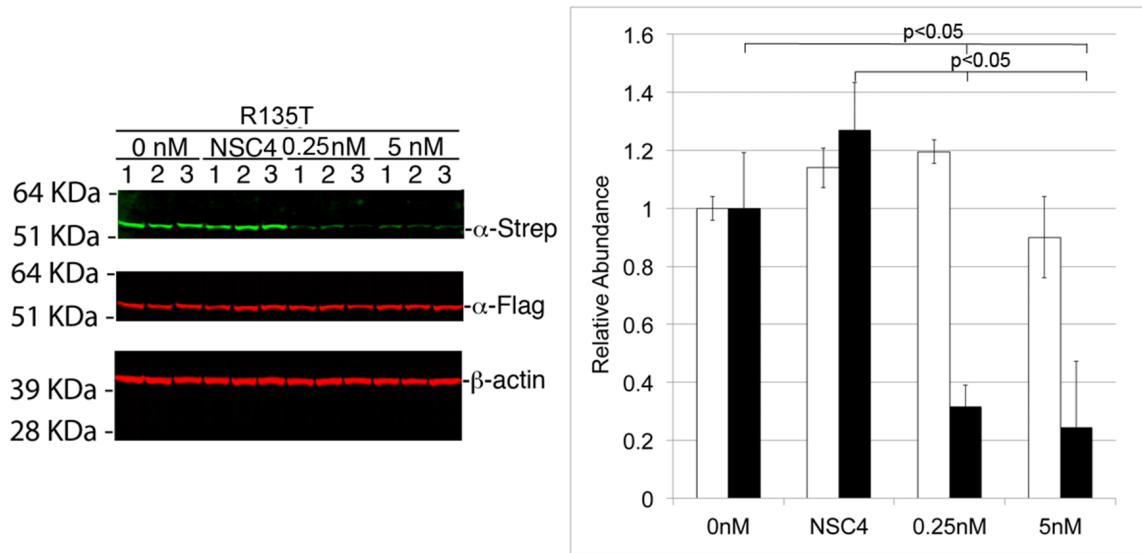 R135T
0 nM NSC4 0.25nM 5 nM
1 2 3 1 2 3 1 2 3 1 2 3
64 KDa -
51 KDa -
-α-Strep
64 KDa -
51 KDa -
-α-Flag
39 KDa -
28 KDa -
-β-actin
p<0.05
p<0.05
Relative Abundance
1.6
1.4
1.2
1
0.8
0.6
0.4
0.2
0
0nM NSC4 0.25nM 5nM